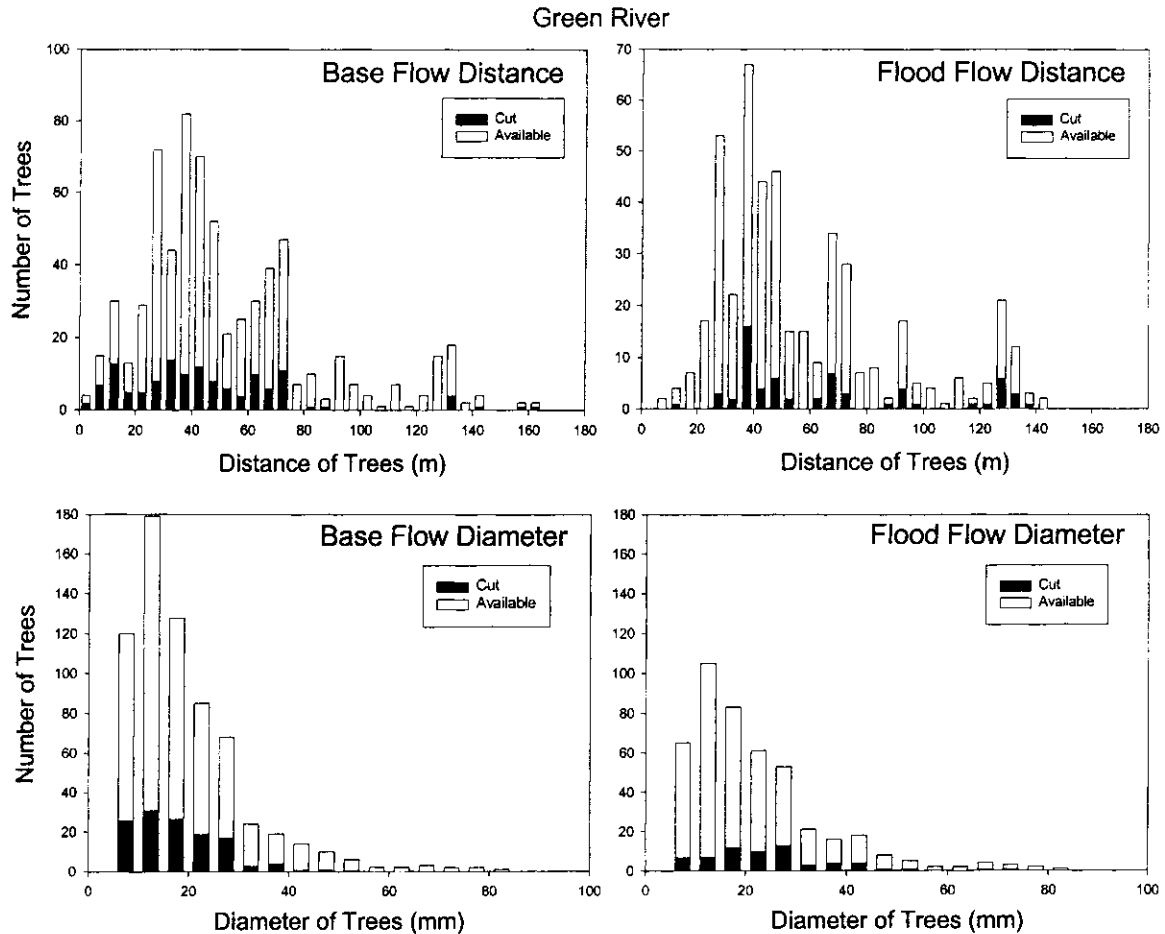 Green River
Base Flow Distance
Cut
Available
Number of Trees
100
80
60
40
20
0
0 20 40 60 80 100 120 140 160 180
Distance of Trees (m)
Flood Flow Distance
Cut
Available
70
60
50
40
30
20
10
0
0 20 40 60 80 100 120 140 160 180
Distance of Trees (m)
Base Flow Diameter
Cut
Available
Number of Trees
180
160
140
120
100
80
60
40
20
0
0 20 40 60 80 100
Diameter of Trees (mm)
Flood Flow Diameter
Cut
Available
180
160
140
120
100
80
60
40
20
0
0 20 40 60 80 100
Diameter of Trees (mm)